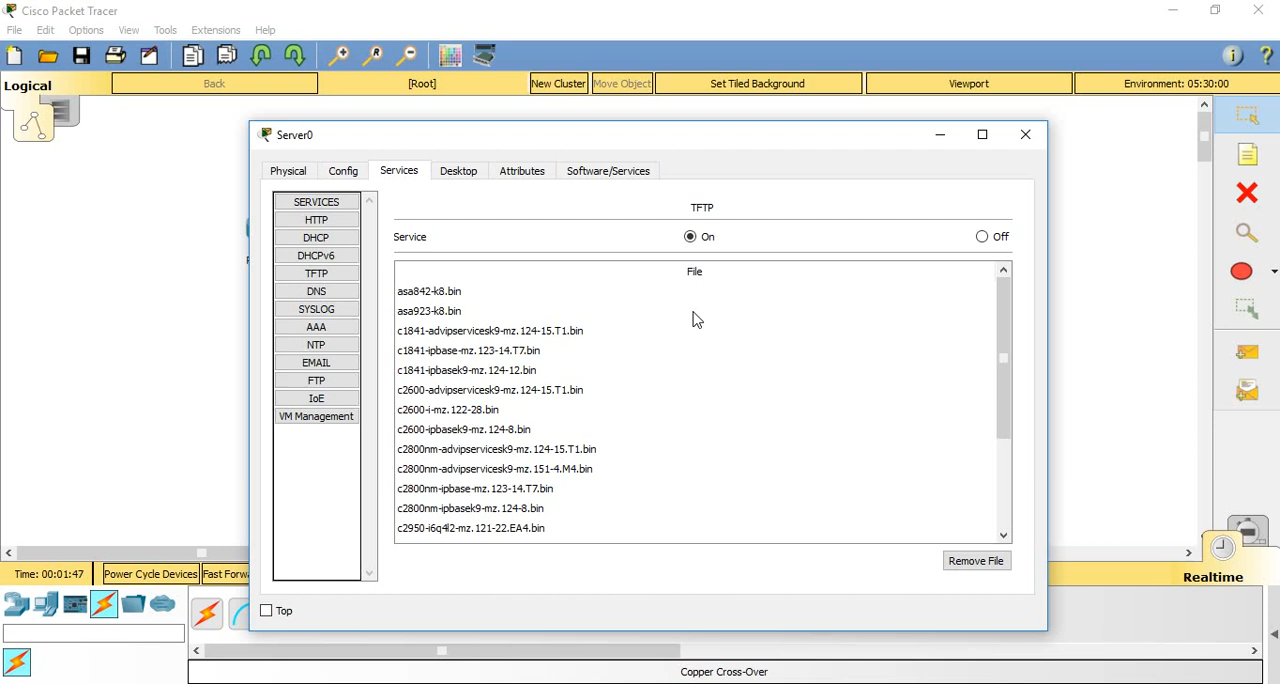 Cisco Packet Tracer
File Edit Options View Tools Extensions Help
Logical Back [Root] New Cluster Move Object Set Tiled Background Viewport Environment: 05:30:00
Server0
Physical Config Services Desktop Attributes Software/Services
SERVICES
HTTP
DHCP
DHCPv6
TFTP
DNS
SYSLOG
AAA
NTP
EMAIL
FTP
IoE
VM Management
TFTP
Service On Off
File
asa842-k8.bin
asa923-k8.bin
c1841-advipservicesk9-mz.124-15.T1.bin
c1841-ipbase-mz.123-14.T7.bin
c1841-ipbasek9-mz.124-12.bin
c2600-advipservicesk9-mz.124-15.T1.bin
c2600-i-mz.122-28.bin
c2600-ipbasek9-mz.124-8.bin
c2800nm-advipservicesk9-mz.124-15.T1.bin
c2800nm-advipservicesk9-mz.151-4.M4.bin
c2800nm-ipbase-mz.123-14.T7.bin
c2800nm-ipbasek9-mz.124-8.bin
c2950-i6q4l2-mz.121-22.EA4.bin
Remove File
Top
Time: 00:01:47 Power Cycle Devices Fast Forw
Realtime
Copper Cross-Over